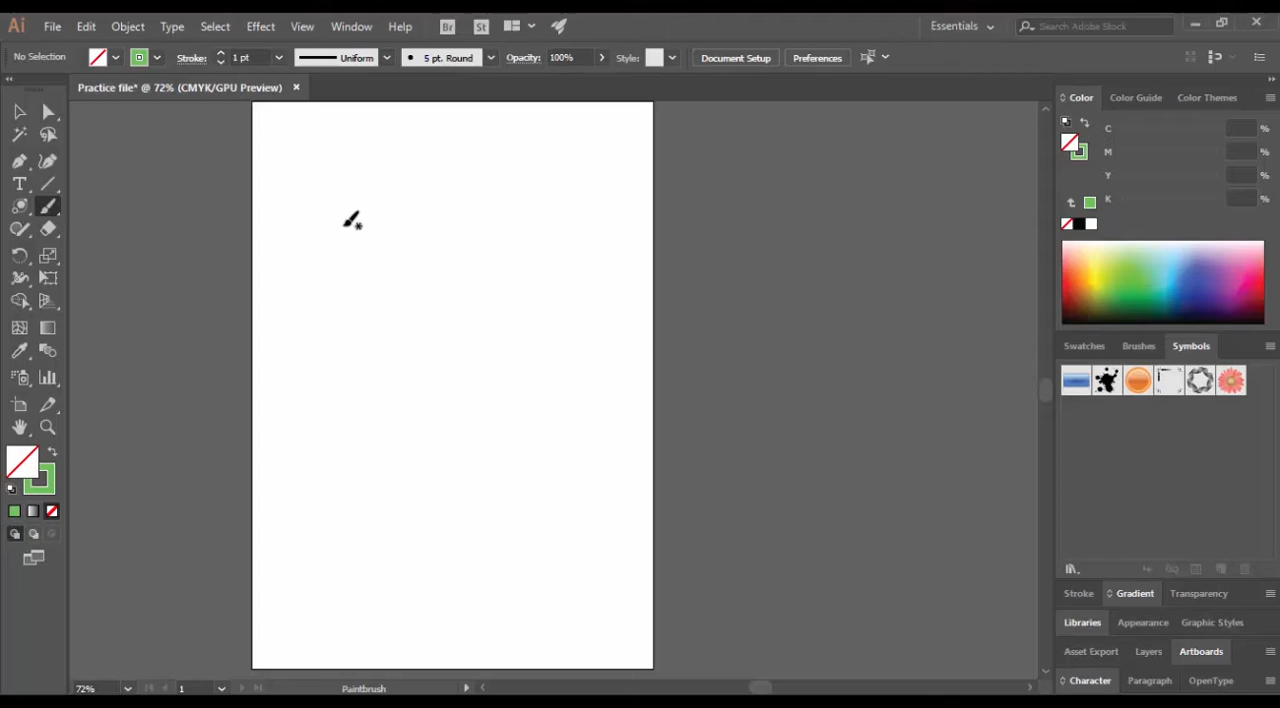 Ai File Edit Object Type Select Effect View Window Help Br St Essentials Search Adobe Stock
No Selection Stroke: 1 pt Uniform 5 pt. Round Opacity: 100% Style: Document Setup Preferences
Practice file* @ 72% (CMYK/GPU Preview)
Color Color Guide Color Themes
C %
M %
Y %
K %
Swatches Brushes Symbols
Stroke Gradient Transparency
Libraries Appearance Graphic Styles
Asset Export Layers Artboards
Character Paragraph OpenType
72% 1 Paintbrush